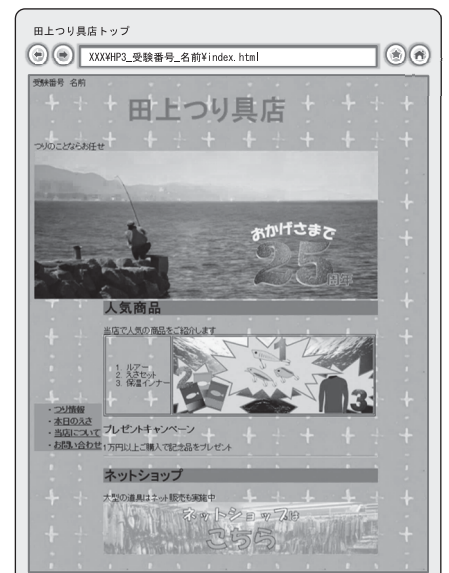 田上つり具店トップ
XXX¥HP3_受験番号_名前¥index.html
受験番号 名前
田上つり具店
つりのことならお任せ
おかげさまで
25
周年
人気商品
当店で人気の商品をご紹介します
1. ルアー
2. えさセット
3. 保温インナー
1
2
3
・つり情報
・本日のえさ
・当店について
・お問い合わせ
プレゼントキャンペーン
1万円以上ご購入で記念品をプレゼント
ネットショップ
大型の道具はネット販売も実施中
ネットショップは
こちら